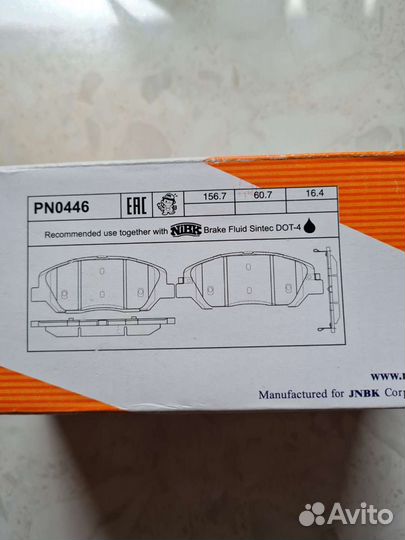 PN0446 EAC 156.7 60.7 16.4
Recommended use together with NiBK Brake Fluid Sintec DOT-4
www.
Manufactured for JNBK Corp
Avito